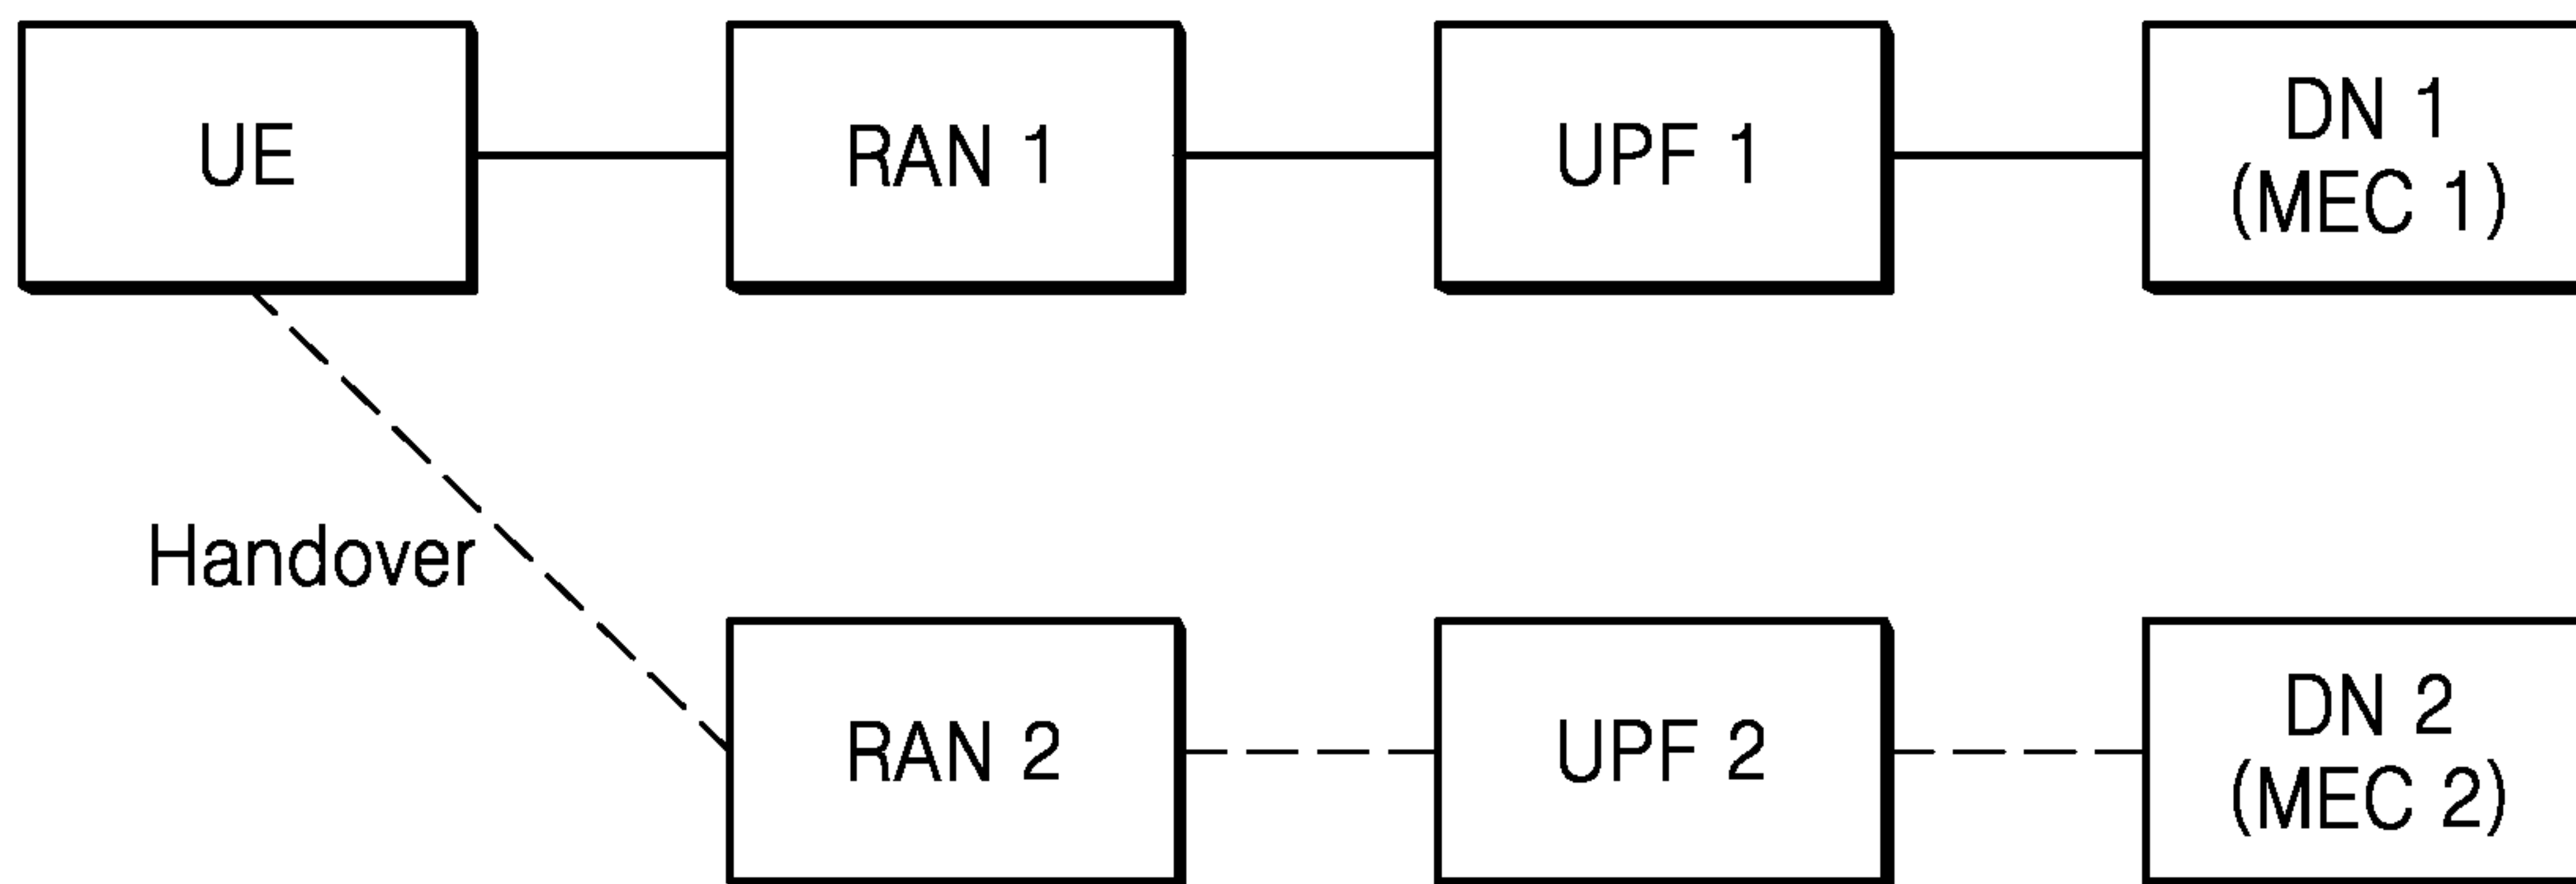 UE
RAN 1
UPF 1
DN 1
(MEC 1)
Handover
RAN 2
UPF 2
DN 2
(MEC 2)